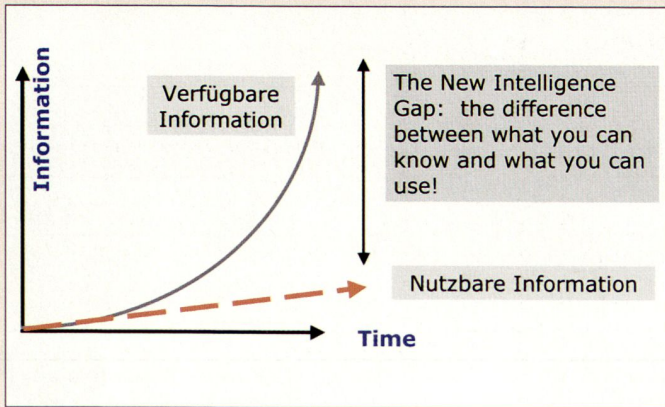 Information
Verfügbare
Information
The New Intelligence
Gap: the difference
between what you can
know and what you can
use!
Nutzbare Information
Time